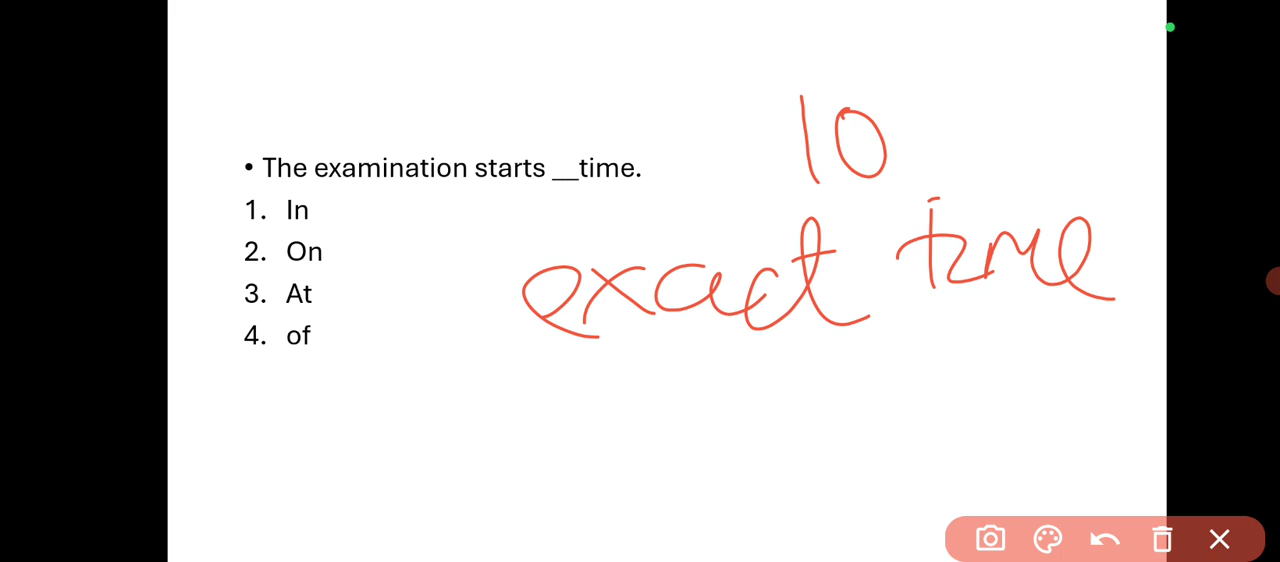 • The examination starts __time.
1. In
2. On
3. At
4. of
10
exact time